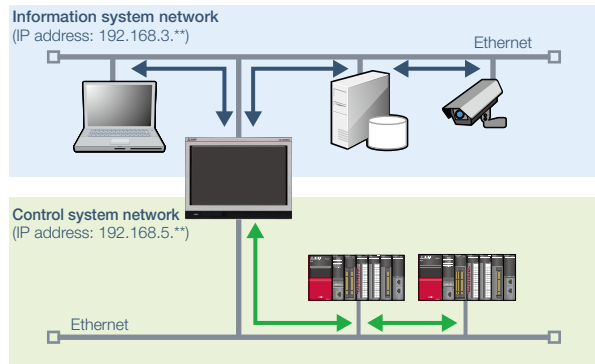 Information system network
(IP address: 192.168.3.**)
Ethernet
Control system network
(IP address: 192.168.5.**)
Ethernet